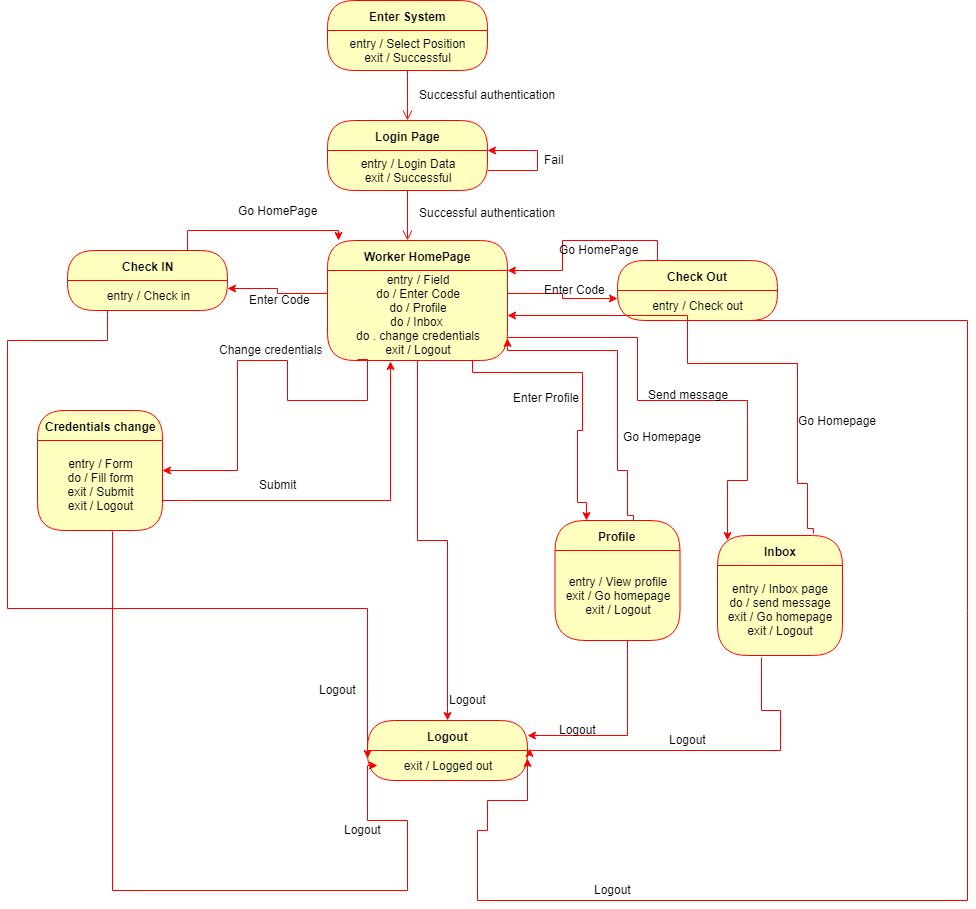 Enter System
entry / Select Position
exit / Successful
Successful authentication
Login Page
entry / Login Data
exit / Successful
Fail
Successful authentication
Go HomePage
Worker HomePage
entry / Field
do / Enter Code
do / Profile
do / Inbox
do . change credentials
exit / Logout
Go HomePage
Check IN
entry / Check in
Enter Code
Enter Code
Check Out
entry / Check out
Change credentials
Enter Profile
Send message
Go Homepage
Go Homepage
Credentials change
entry / Form
do / Fill form
exit / Submit
exit / Logout
Submit
Profile
entry / View profile
exit / Go homepage
exit / Logout
Inbox
entry / Inbox page
do / send message
exit / Go homepage
exit / Logout
Logout
Logout
Logout
Logout
Logout
exit / Logged out
Logout
Logout